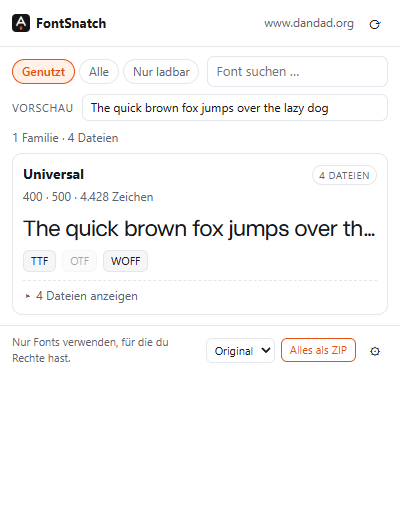 FontSnatch
www.dandad.org
Genutzt
Alle
Nur ladbar
Font suchen ...
VORSCHAU
The quick brown fox jumps over the lazy dog
1 Familie · 4 Dateien
Universal
4 DATEIEN
400 · 500 · 4.428 Zeichen
The quick brown fox jumps over th...
TTF
OTF
WOFF
4 Dateien anzeigen
Nur Fonts verwenden, für die du
Rechte hast.
Original
Alles als ZIP